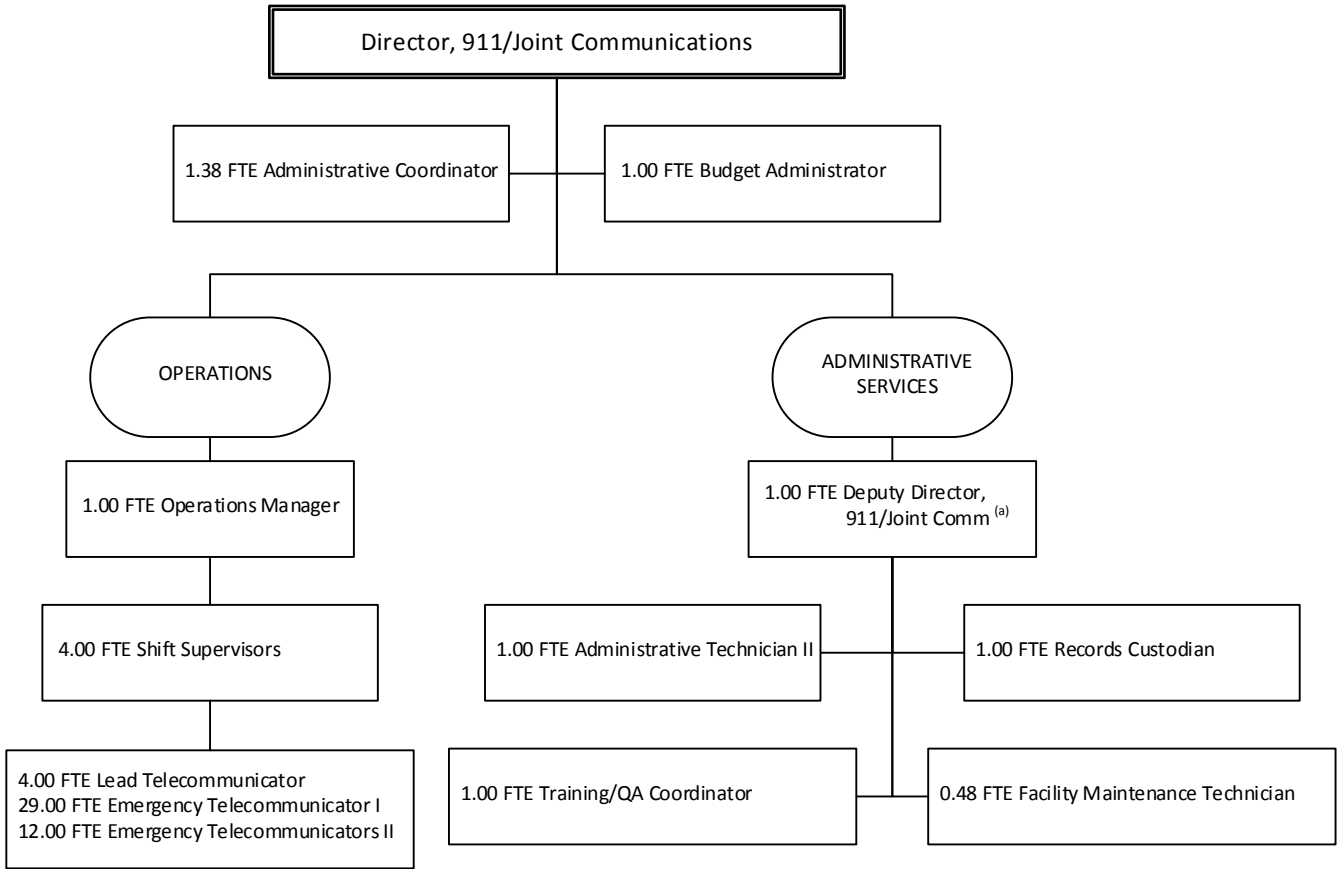 Director, 911/Joint Communications
1.38 FTE Administrative Coordinator
1.00 FTE Budget Administrator
OPERATIONS
ADMINISTRATIVE
SERVICES
1.00 FTE Operations Manager
1.00 FTE Deputy Director,
911/Joint Comm (a)
4.00 FTE Shift Supervisors
1.00 FTE Administrative Technician II
1.00 FTE Records Custodian
4.00 FTE Lead Telecommunicator
29.00 FTE Emergency Telecommunicator I
12.00 FTE Emergency Telecommunicators II
1.00 FTE Training/QA Coordinator
0.48 FTE Facility Maintenance Technician